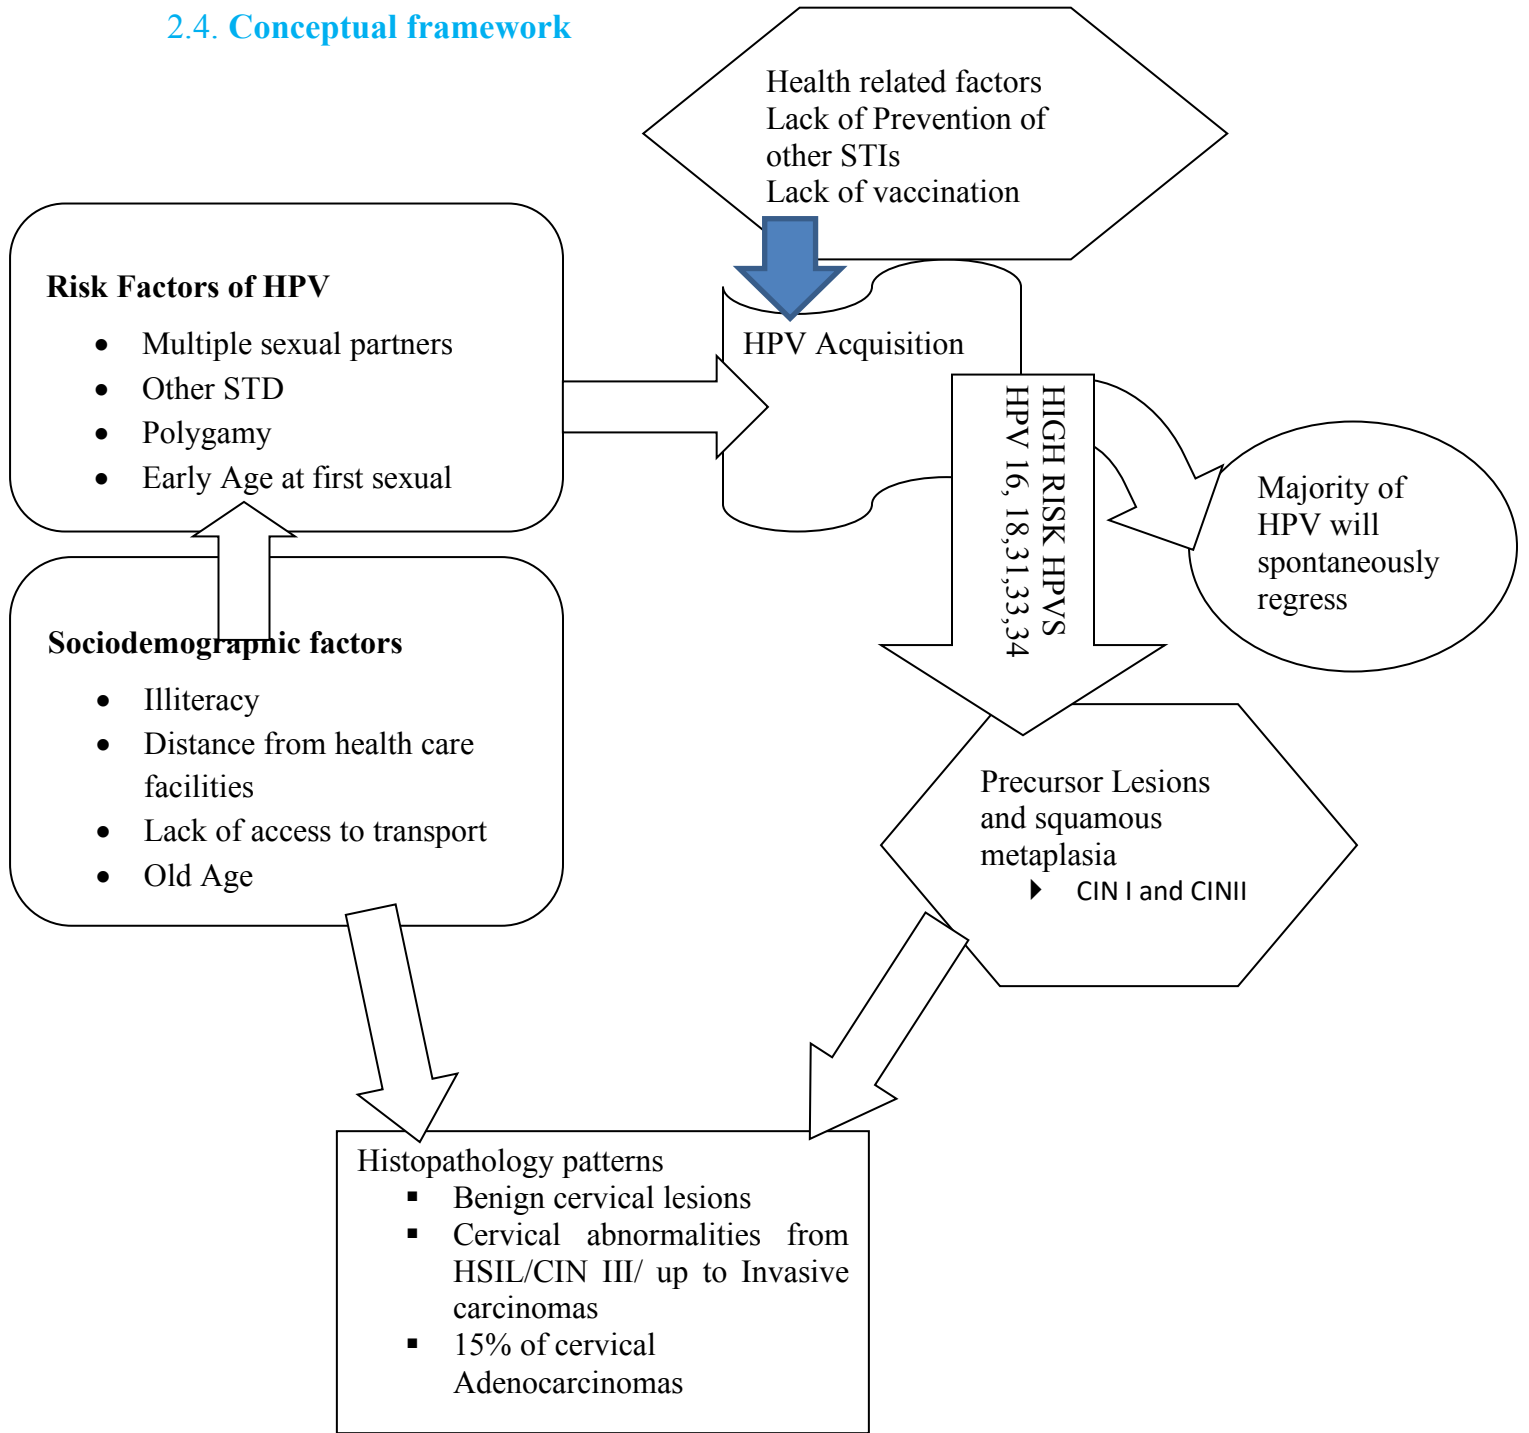 2.4. Conceptual framework
Health related factors
Lack of Prevention of
other STIs
Lack of vaccination
Risk Factors of HPV
• Multiple sexual partners
• Other STD
• Polygamy
• Early Age at first sexual
HPV Acquisition
HIGH RISK HPVS
HPV 16, 18,31,33,34
Majority of
HPV will
spontaneously
regress
Sociodemographic factors
• Illiteracy
• Distance from health care
facilities
• Lack of access to transport
• Old Age
Precursor Lesions
and squamous
metaplasia
CIN I and CINII
Histopathology patterns
▪ Benign cervical lesions
▪ Cervical abnormalities from
HSIL/CIN III/ up to Invasive
carcinomas
▪ 15% of cervical
Adenocarcinomas